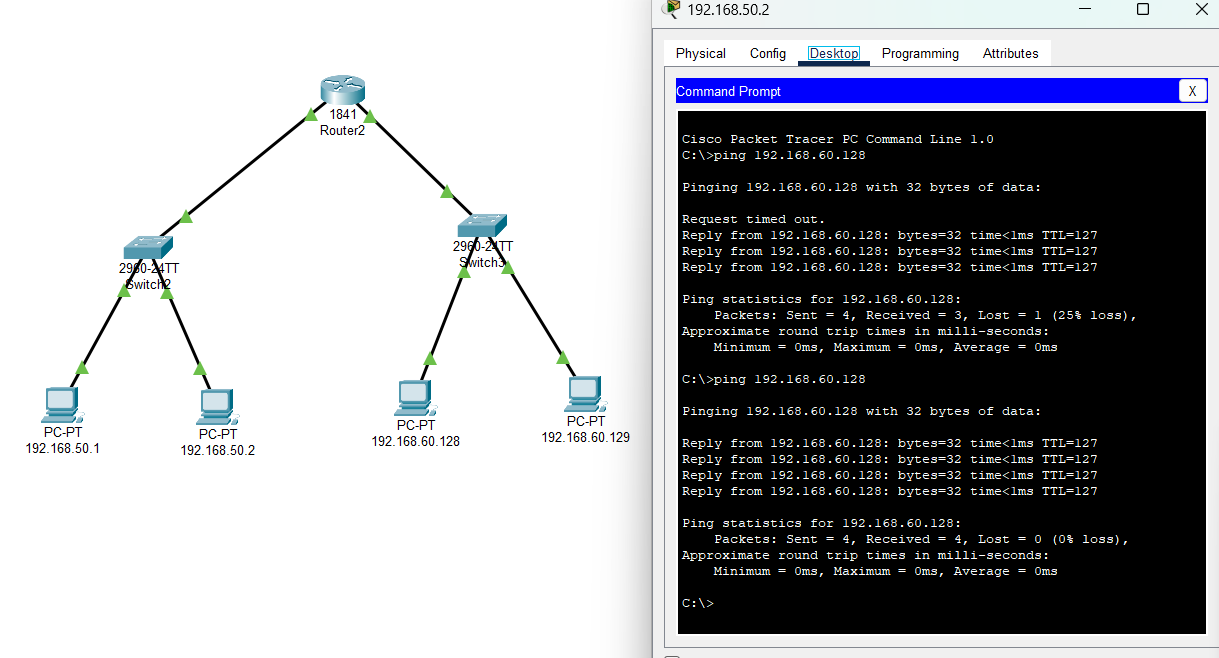 1841
Router2
2960-24TT
Switch2
2960-24TT
Switch3
PC-PT
192.168.50.1
PC-PT
192.168.50.2
PC-PT
192.168.60.128
PC-PT
192.168.60.129
192.168.50.2
Physical Config Desktop Programming Attributes
Command Prompt X
Cisco Packet Tracer PC Command Line 1.0
C:\>ping 192.168.60.128
Pinging 192.168.60.128 with 32 bytes of data:
Request timed out.
Reply from 192.168.60.128: bytes=32 time<1ms TTL=127
Reply from 192.168.60.128: bytes=32 time<1ms TTL=127
Reply from 192.168.60.128: bytes=32 time<1ms TTL=127
Ping statistics for 192.168.60.128:
Packets: Sent = 4, Received = 3, Lost = 1 (25% loss),
Approximate round trip times in milli-seconds:
Minimum = 0ms, Maximum = 0ms, Average = 0ms
C:\>ping 192.168.60.128
Pinging 192.168.60.128 with 32 bytes of data:
Reply from 192.168.60.128: bytes=32 time<1ms TTL=127
Reply from 192.168.60.128: bytes=32 time<1ms TTL=127
Reply from 192.168.60.128: bytes=32 time<1ms TTL=127
Reply from 192.168.60.128: bytes=32 time<1ms TTL=127
Ping statistics for 192.168.60.128:
Packets: Sent = 4, Received = 4, Lost = 0 (0% loss),
Approximate round trip times in milli-seconds:
Minimum = 0ms, Maximum = 0ms, Average = 0ms
C:\>